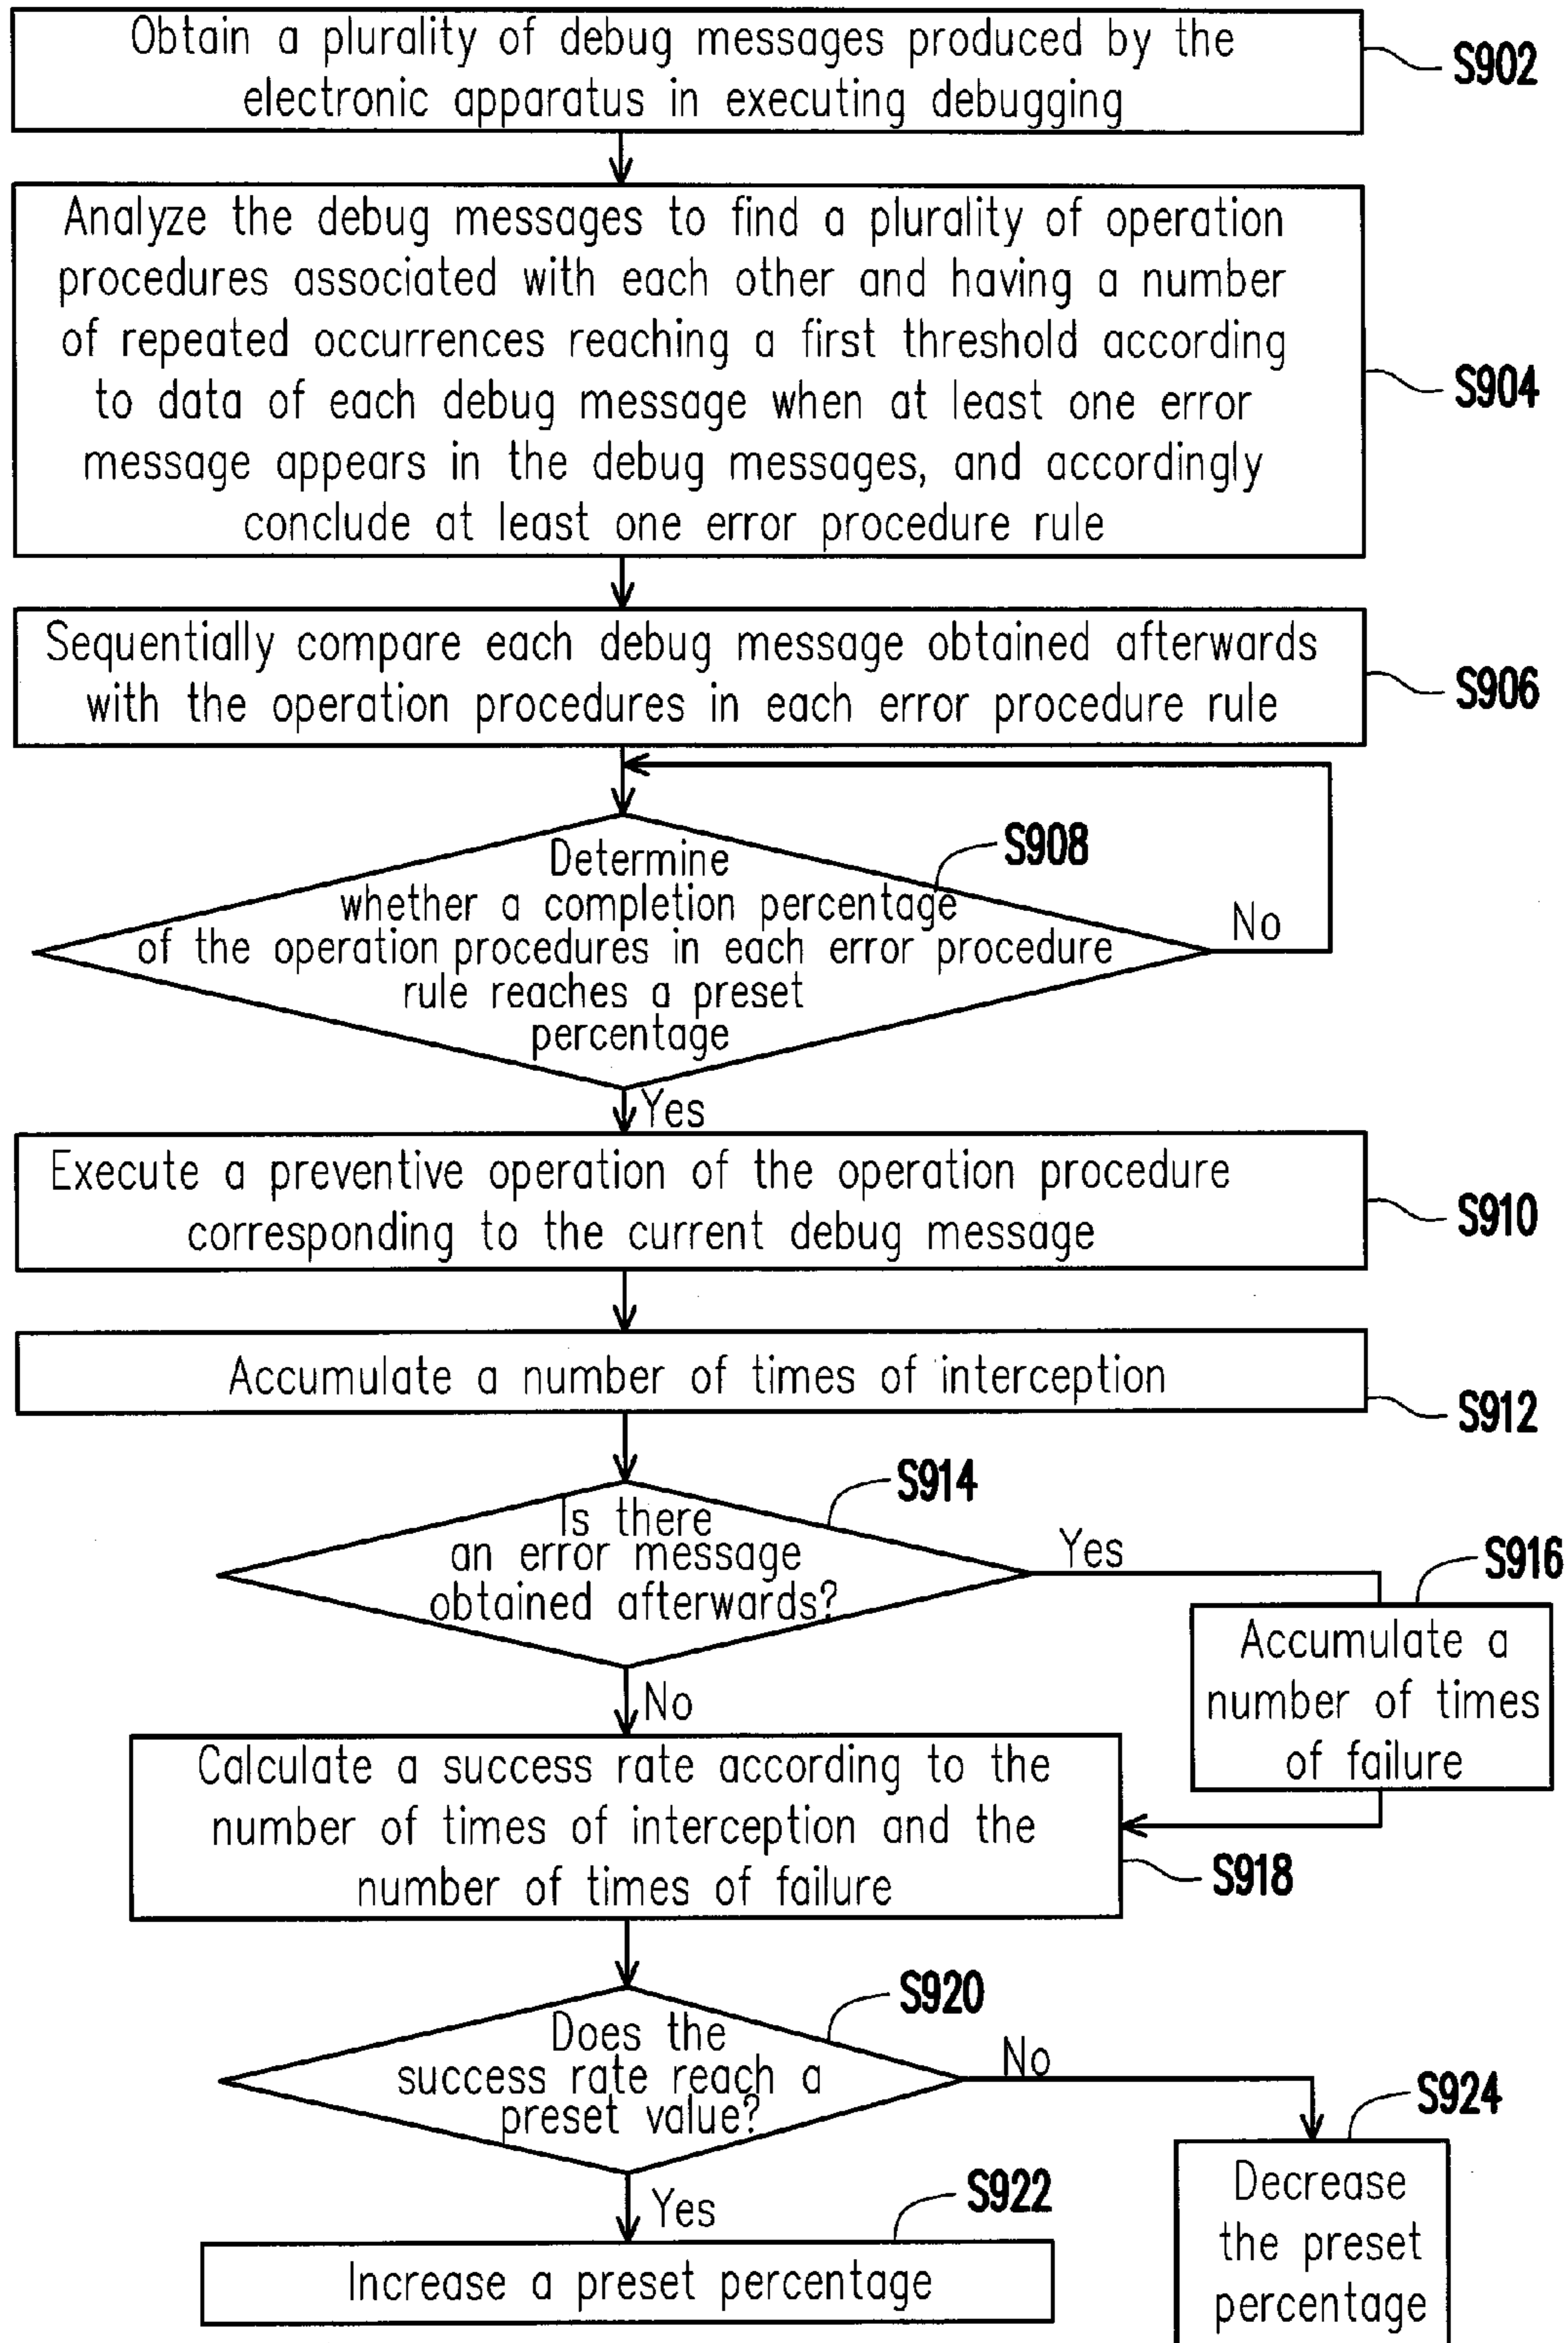 Obtain a plurality of debug messages produced by the
electronic apparatus in executing debugging
S902
Analyze the debug messages to find a plurality of operation
procedures associated with each other and having a number
of repeated occurrences reaching a first threshold according
to data of each debug message when at least one error
message appears in the debug messages, and accordingly
conclude at least one error procedure rule
S904
Sequentially compare each debug message obtained afterwards
with the operation procedures in each error procedure rule
S906
Determine
whether a completion percentage
of the operation procedures in each error procedure
rule reaches a preset
percentage
S908
No
Yes
Execute a preventive operation of the operation procedure
corresponding to the current debug message
S910
Accumulate a number of times of interception
S912
Is there
an error message
obtained afterwards?
S914
Yes
S916
Accumulate a
number of times
of failure
No
Calculate a success rate according to the
number of times of interception and the
number of times of failure
S918
Does the
success rate reach a
preset value?
S920
No
S924
Decrease
the preset
percentage
Yes
S922
Increase a preset percentage